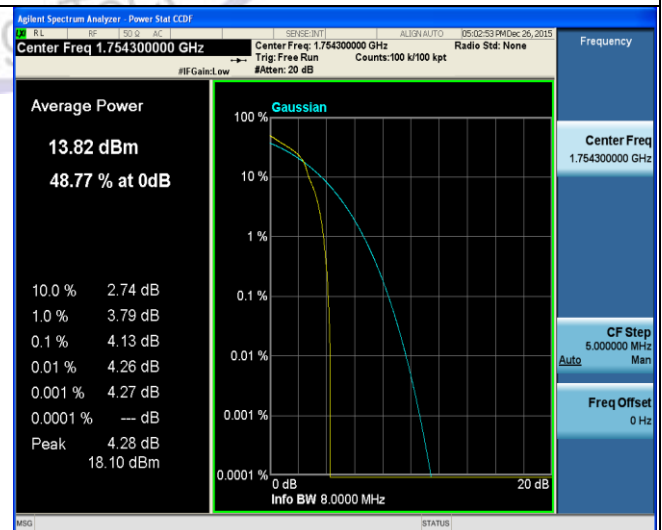 Agilent Spectrum Analyzer - Power Stat CCDF
RL RF 50 Ω AC SENSE:INT ALIGN AUTO 05:02:53 PM Dec 26, 2015
Center Freq 1.754300000 GHz
Center Freq: 1.754300000 GHz Radio Std: None
Trig: Free Run Counts:100 k/100 kpt
#IFGain:Low #Atten: 20 dB
Frequency
Average Power
13.82 dBm
48.77 % at 0dB
10.0 % 2.74 dB
1.0 % 3.79 dB
0.1 % 4.13 dB
0.01 % 4.26 dB
0.001 % 4.27 dB
0.0001 % --- dB
Peak 4.28 dB
18.10 dBm
Gaussian
100 %
10 %
1 %
0.1 %
0.01 %
0.001 %
0.0001 %
0 dB 20 dB
Info BW 8.0000 MHz
Center Freq
1.754300000 GHz
CF Step
5.000000 MHz
Auto Man
Freq Offset
0 Hz
MSG STATUS